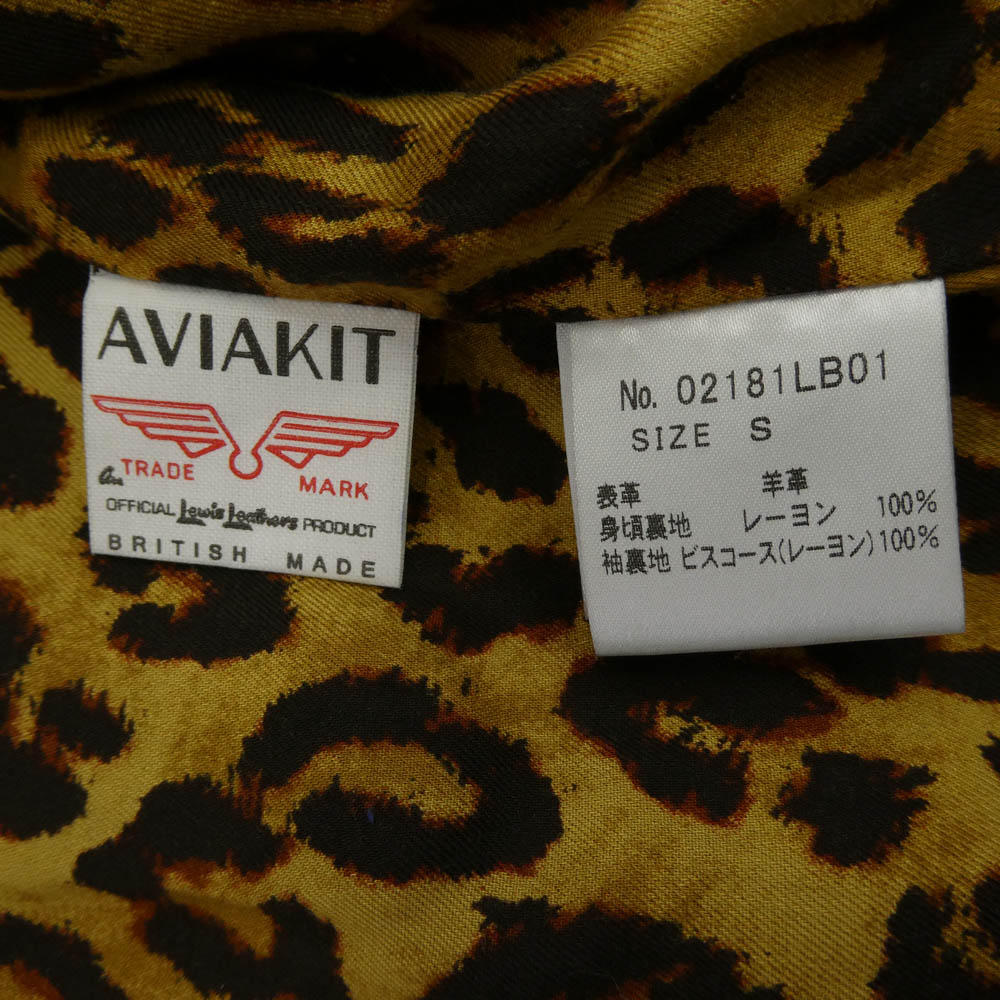 AVIAKIT
TRADE MARK
An OFFICIAL Lewis Leathers PRODUCT
BRITISH MADE
No. 02181LB01
SIZE S
表革 羊革
身頃裏地 レーヨン 100%
袖裏地 ビスコース(レーヨン)100%